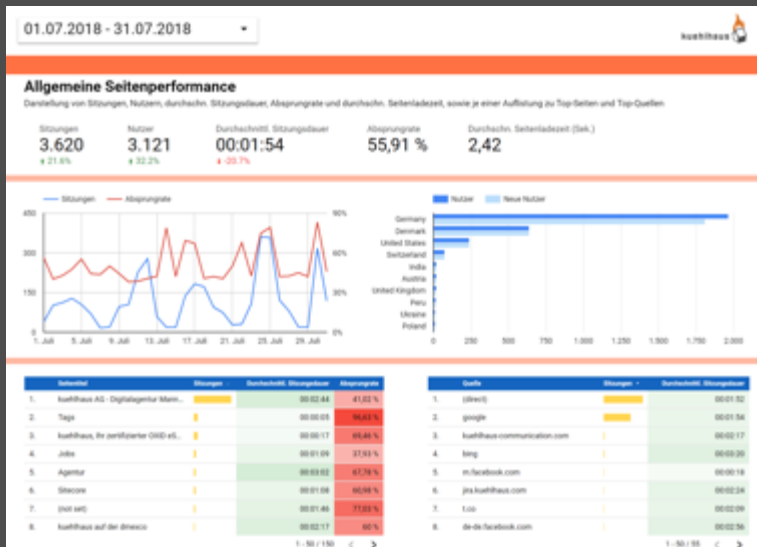 01.07.2018 - 31.07.2018
kuehlhaus
Allgemeine Seitenperformance
Darstellung von Sitzungen, Nutzern, durchschn. Sitzungsdauer, Absprungrate und durchschn. Seitenladezeit, sowie je einer Auflistung zu Top-Seiten und Top-Quellen
Sitzungen Nutzer Durchschnittl. Sitzungsdauer Absprungrate Durchschn. Seitenladezeit (Sek.)
3.620 3.121 00:01:54 55,91 % 2,42
21.6% 32.2% -20.7%
Sitzungen Absprungrate
450 90%
300 60%
150 30%
0 0%
1. Juli 5. Juli 9. Juli 13. Juli 17. Juli 21. Juli 25. Juli 29. Juli
Nutzer Neue Nutzer
Germany
Denmark
United States
Switzerland
India
Austria
United Kingdom
Peru
Ukraine
Poland
0 250 500 750 1.000 1.250 1.500 1.750 2.000
Seitentitel Sitzungen Durchschnittl. Sitzungsdauer Absprungrate
1. kuehlhaus AG - Digitalagentur Mann... 00:02:44 41,02 %
2. Tags 00:00:05 96,63 %
3. kuehlhaus, Ihr zertifizierter OXID eS... 00:00:17 69,46 %
4. Jobs 00:01:09 37,93 %
5. Agentur 00:03:02 67,78 %
6. Sitecore 00:01:08 60,98 %
7. (not set) 00:01:46 77,03 %
8. kuehlhaus auf der dmexco 00:02:17 60 %
1 - 50 / 150 < >
Quelle Sitzungen Durchschnittl. Sitzungsdauer
1. (direct) 00:01:52
2. google 00:01:54
3. kuehlhaus-communication.com 00:02:17
4. bing 00:03:20
5. m.facebook.com 00:00:18
6. jira.kuehlhaus.com 00:02:24
7. t.co 00:02:09
8. de-de.facebook.com 00:02:56
1 - 50 / 55 < >